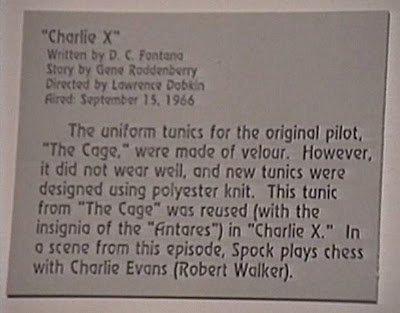 "Charlie X"
Written by D. C. Fontana
Story by Gene Roddenberry
Directed by Lawrence Dobkin
Aired: September 15, 1966
The uniform tunics for the original pilot,
"The Cage," were made of velour. However,
it did not wear well, and new tunics were
designed using polyester knit. This tunic
from "The Cage" was reused (with the
insignia of the "Antares") in "Charlie X." In
a scene from this episode, Spock plays chess
with Charlie Evans (Robert Walker).